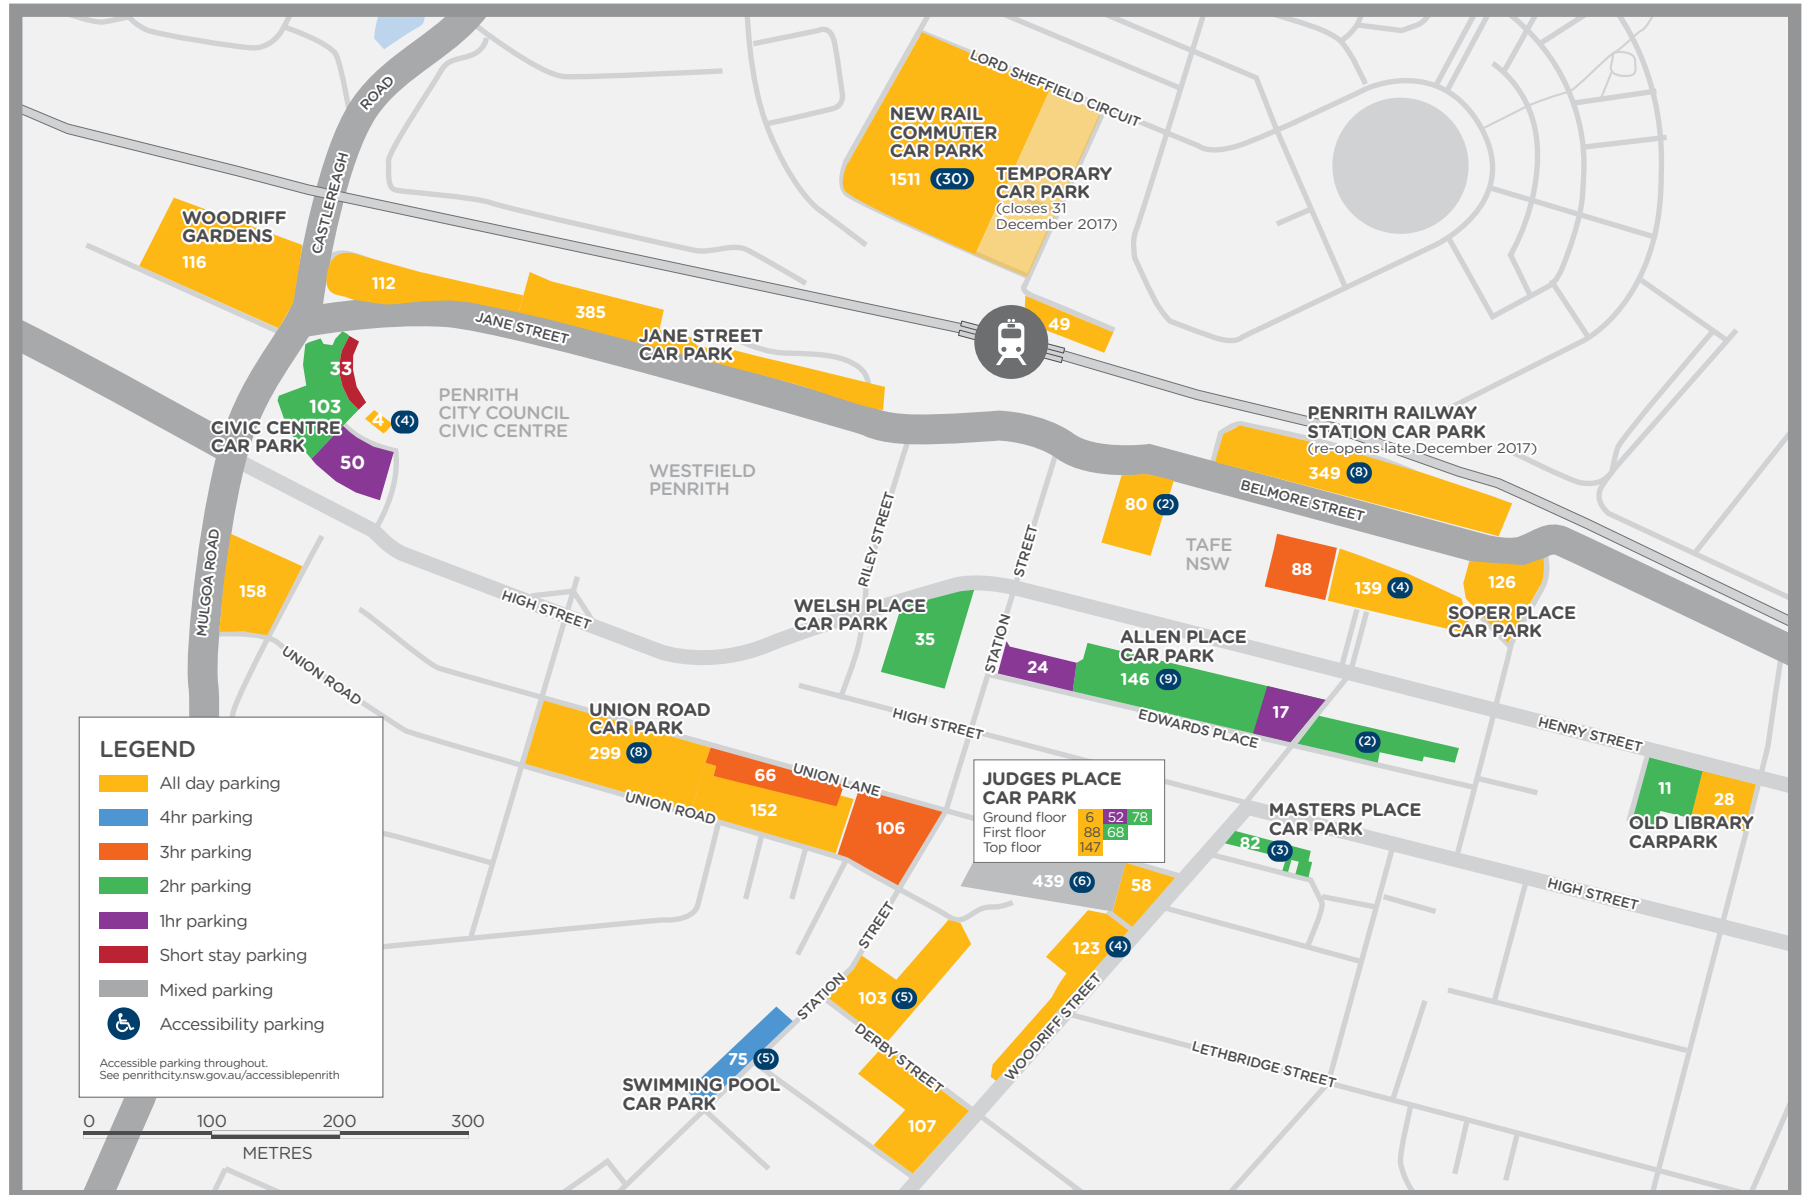 LORD SHEFFIELD CIRCUIT
ROAD
CASTLEREAGH
NEW RAIL
COMMUTER
CAR PARK
1511 (30)
TEMPORARY
CAR PARK
(closes 31
December 2017)
WOODRIFF
GARDENS
116
112
385
JANE STREET
JANE STREET
CAR PARK
49
33
103
4 (4)
CIVIC CENTRE
CAR PARK
50
PENRITH
CITY COUNCIL
CIVIC CENTRE
WESTFIELD
PENRITH
PENRITH RAILWAY
STATION CAR PARK
(re-opens late December 2017)
349 (8)
BELMORE STREET
80 (2)
TAFE
NSW
88
139 (4)
126
SOPER PLACE
CAR PARK
RILEY STREET
STREET
STATION
MULGOA ROAD
158
HIGH STREET
UNION ROAD
WELSH PLACE
CAR PARK
35
24
ALLEN PLACE
CAR PARK
146 (9)
17
EDWARDS PLACE
(2)
HENRY STREET
HIGH STREET
UNION ROAD
CAR PARK
299 (8)
66
UNION LANE
152
UNION ROAD
106
JUDGES PLACE
CAR PARK
Ground floor 6 52 78
First floor 88 68
Top floor 147
439 (6)
58
MASTERS PLACE
CAR PARK
82 (3)
11
28
OLD LIBRARY
CARPARK
HIGH STREET
123 (4)
WOODRIFF STREET
STREET
STATION
103 (5)
DERBY STREET
107
75 (5)
SWIMMING POOL
CAR PARK
LETHBRIDGE STREET
LEGEND
All day parking
4hr parking
3hr parking
2hr parking
1hr parking
Short stay parking
Mixed parking
Accessibility parking
Accessible parking throughout.
See penrithcity.nsw.gov.au/accessiblepenrith
0 100 200 300
METRES